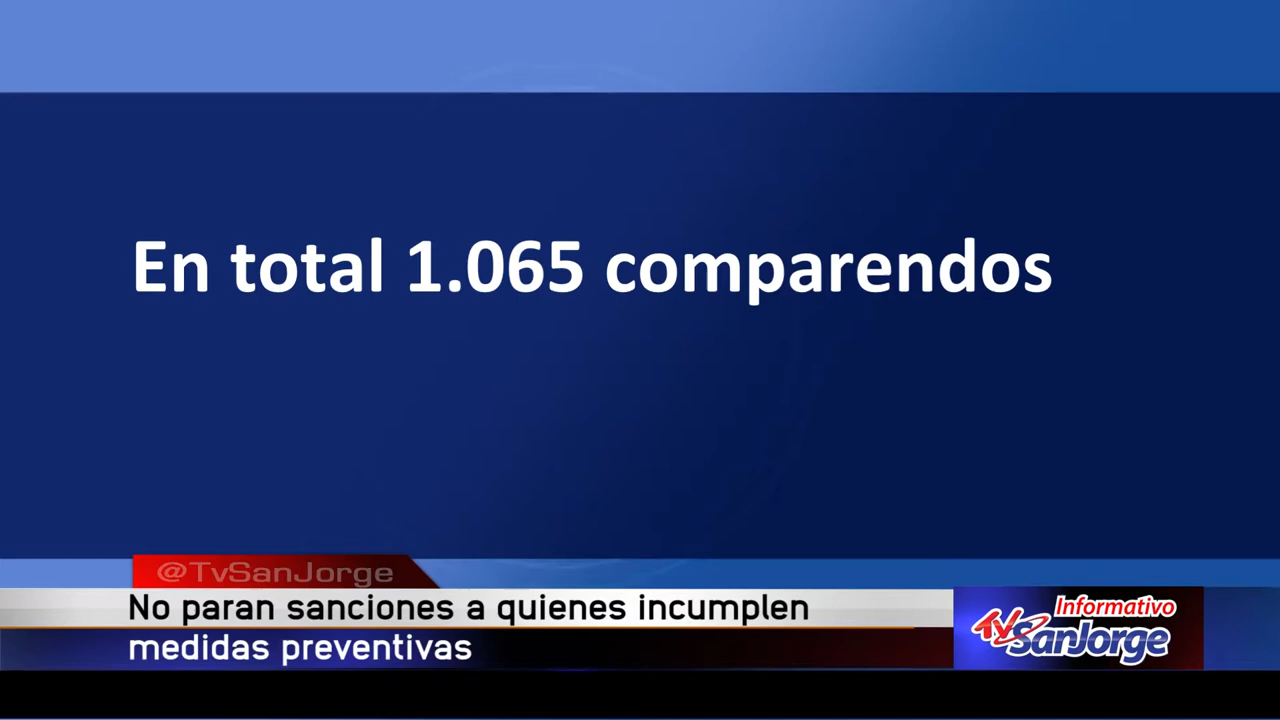 En total 1.065 comparendos
@TvSanJorge
No paran sanciones a quienes incumplen
medidas preventivas
Informativo
Tv SanJorge